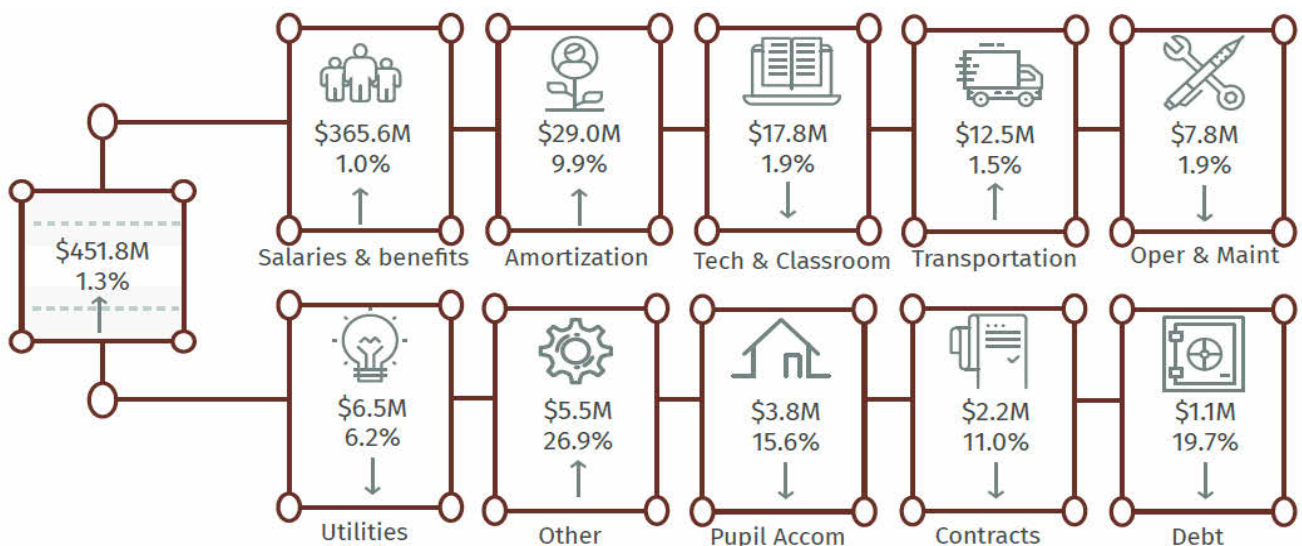 $451.8M
1.3%
$365.6M
1.0%
Salaries & benefits
$29.0M
9.9%
Amortization
$17.8M
1.9%
Tech & Classroom
$12.5M
1.5%
Transportation
$7.8M
1.9%
Oper & Maint
$6.5M
6.2%
Utilities
$5.5M
26.9%
Other
$3.8M
15.6%
Pupil Accom
$2.2M
11.0%
Contracts
$1.1M
19.7%
Debt